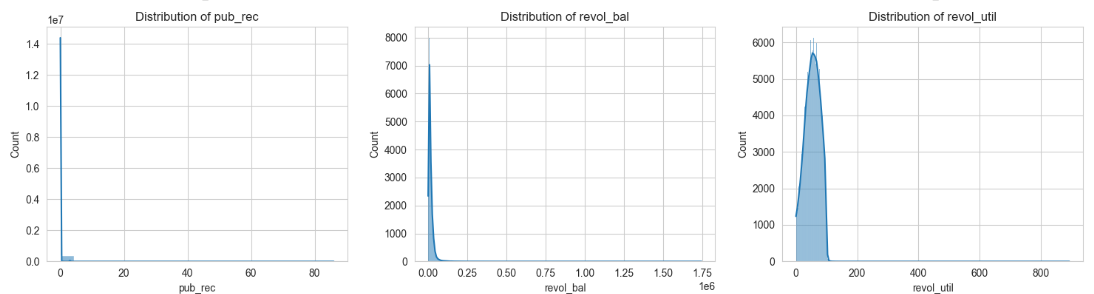 Distribution of pub_rec
1e7
1.4
1.2
1.0
0.8
0.6
0.4
0.2
0.0
Count
0 20 40 60 80
pub_rec
Distribution of revol_bal
8000
7000
6000
5000
4000
3000
2000
1000
0
Count
0.00 0.25 0.50 0.75 1.00 1.25 1.50 1.75
1e6
revol_bal
Distribution of revol_util
6000
5000
4000
3000
2000
1000
0
Count
0 200 400 600 800
revol_util